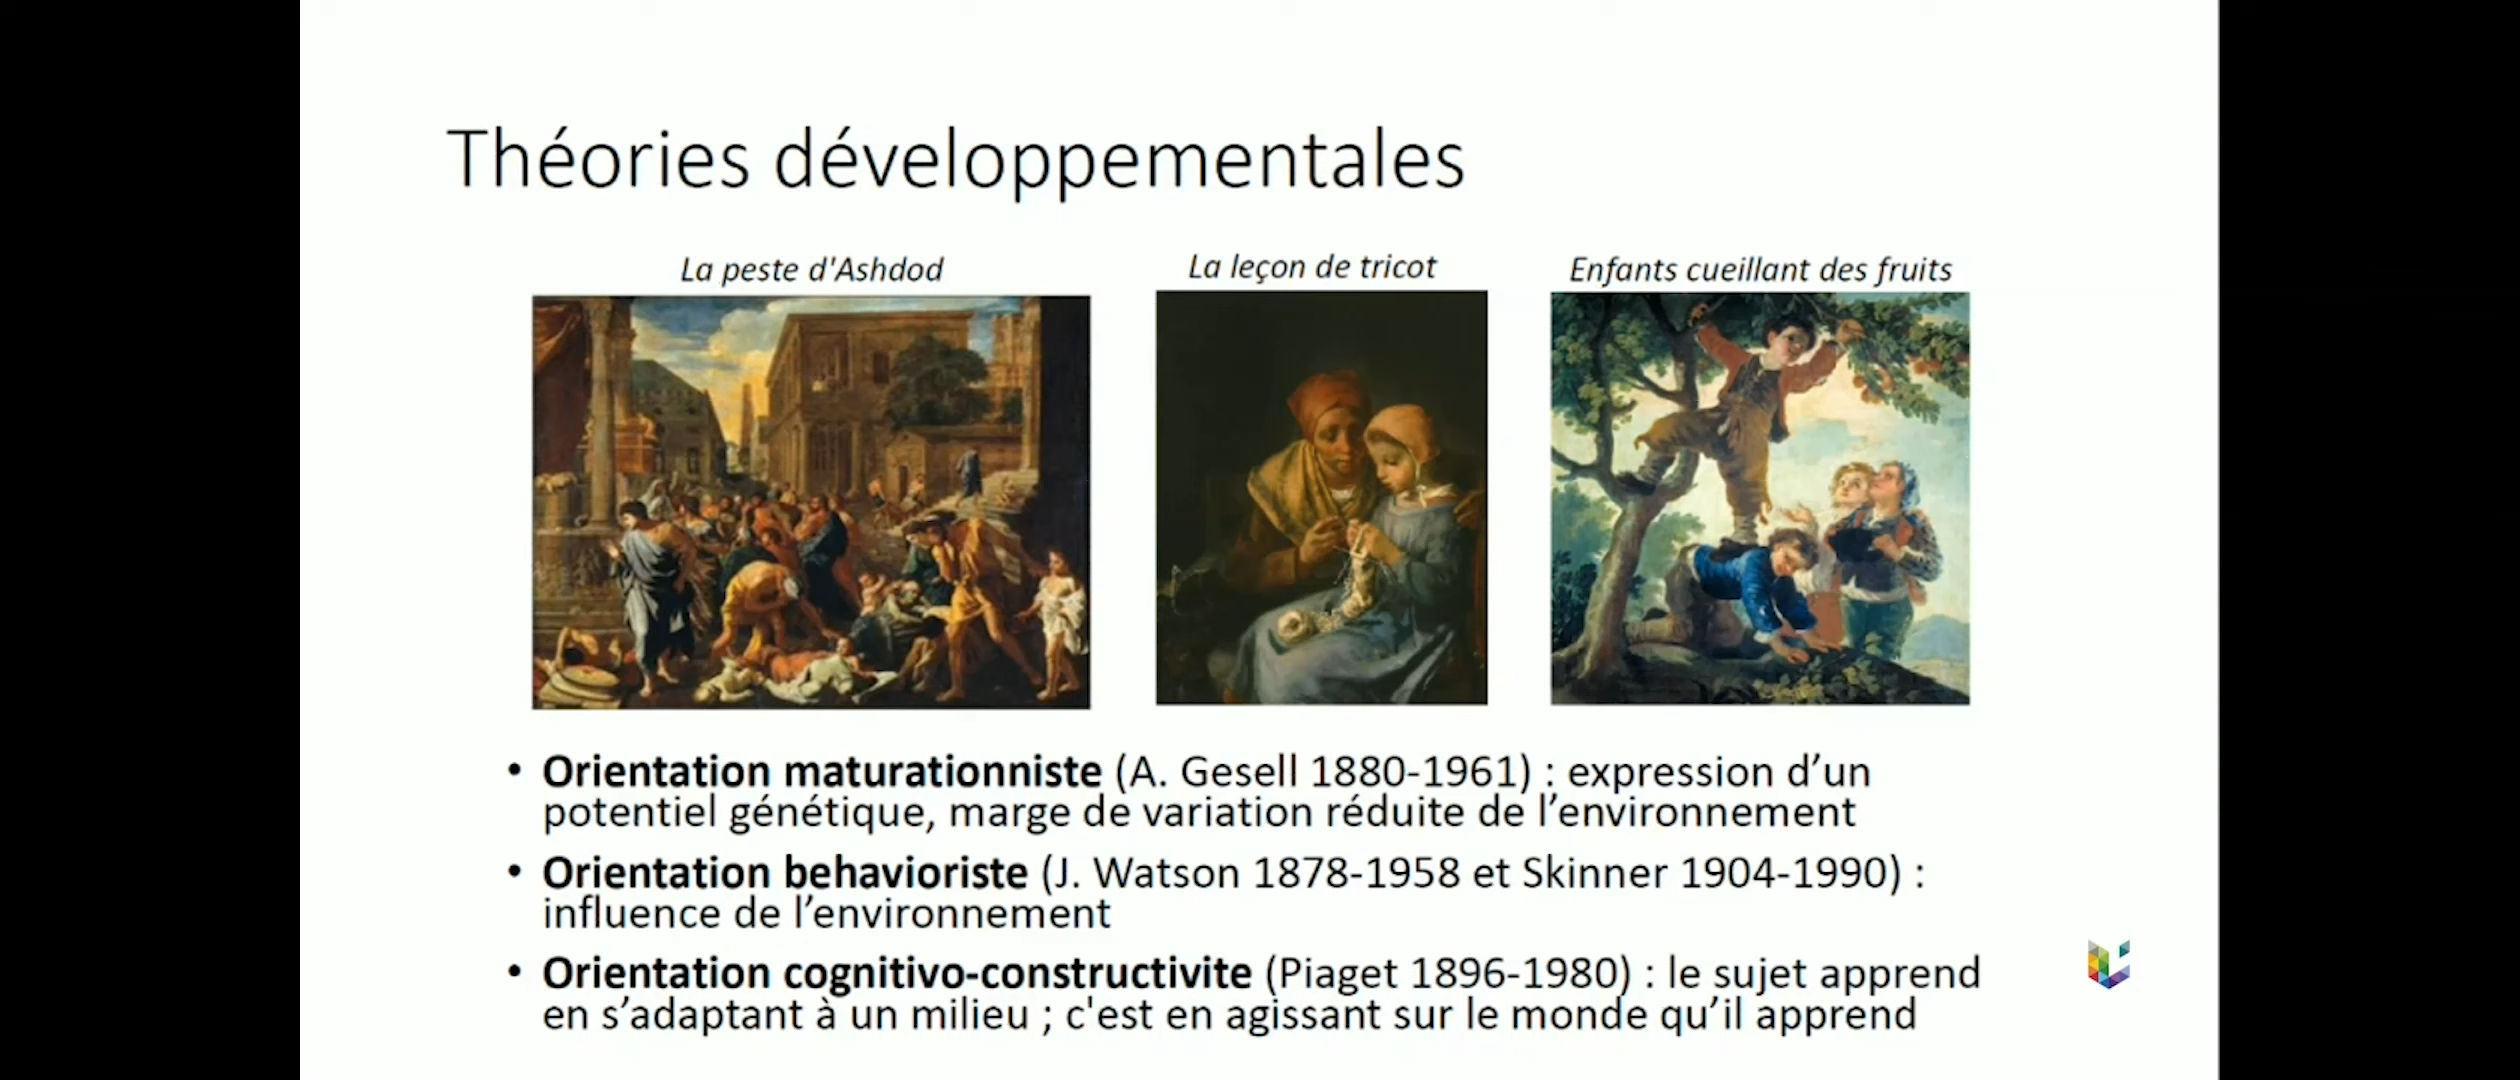 Théories développementales
La peste d'Ashdod
La leçon de tricot
Enfants cueillant des fruits
• Orientation maturationniste (A. Gesell 1880-1961) : expression d’un
potentiel génétique, marge de variation réduite de l’environnement
• Orientation behavioriste (J. Watson 1878-1958 et Skinner 1904-1990) :
influence de l’environnement
• Orientation cognitivo-constructivite (Piaget 1896-1980) : le sujet apprend
en s’adaptant à un milieu ; c'est en agissant sur le monde qu’il apprend